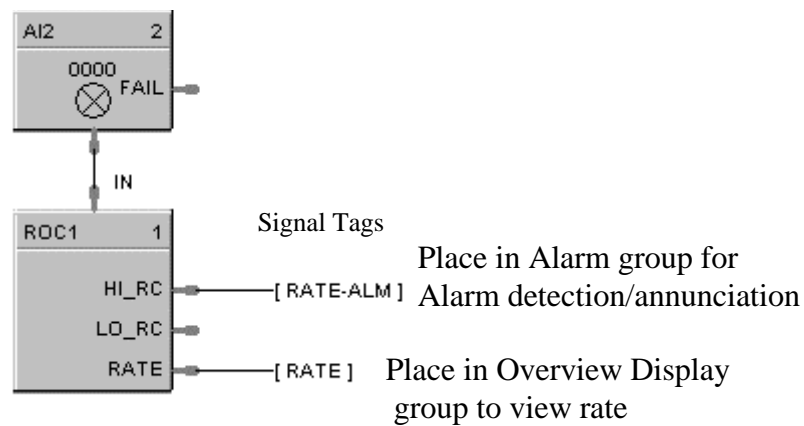 AI2 2
0000
FAIL
IN
ROC1 1
Signal Tags
HI_RC
[ RATE-ALM ]
Place in Alarm group for
Alarm detection/annunciation
LO_RC
RATE
[ RATE ]
Place in Overview Display
group to view rate